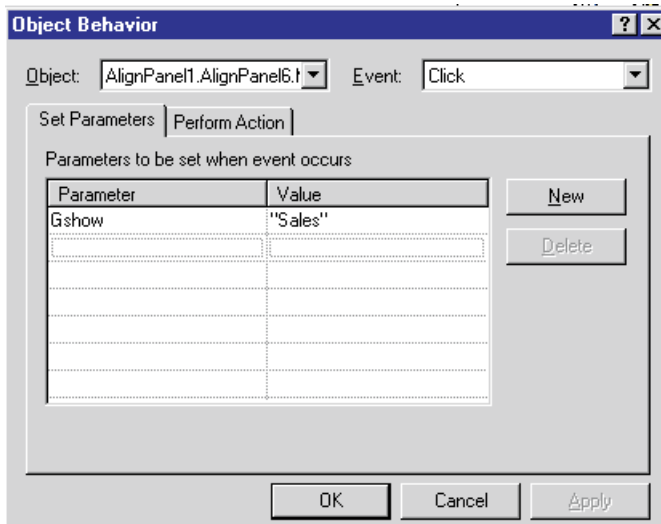 Object Behavior
Object: AlignPanel1.AlignPanel6. Event: Click
Set Parameters Perform Action
Parameters to be set when event occurs
Parameter Value New
Gshow "Sales"
Delete
OK Cancel Apply